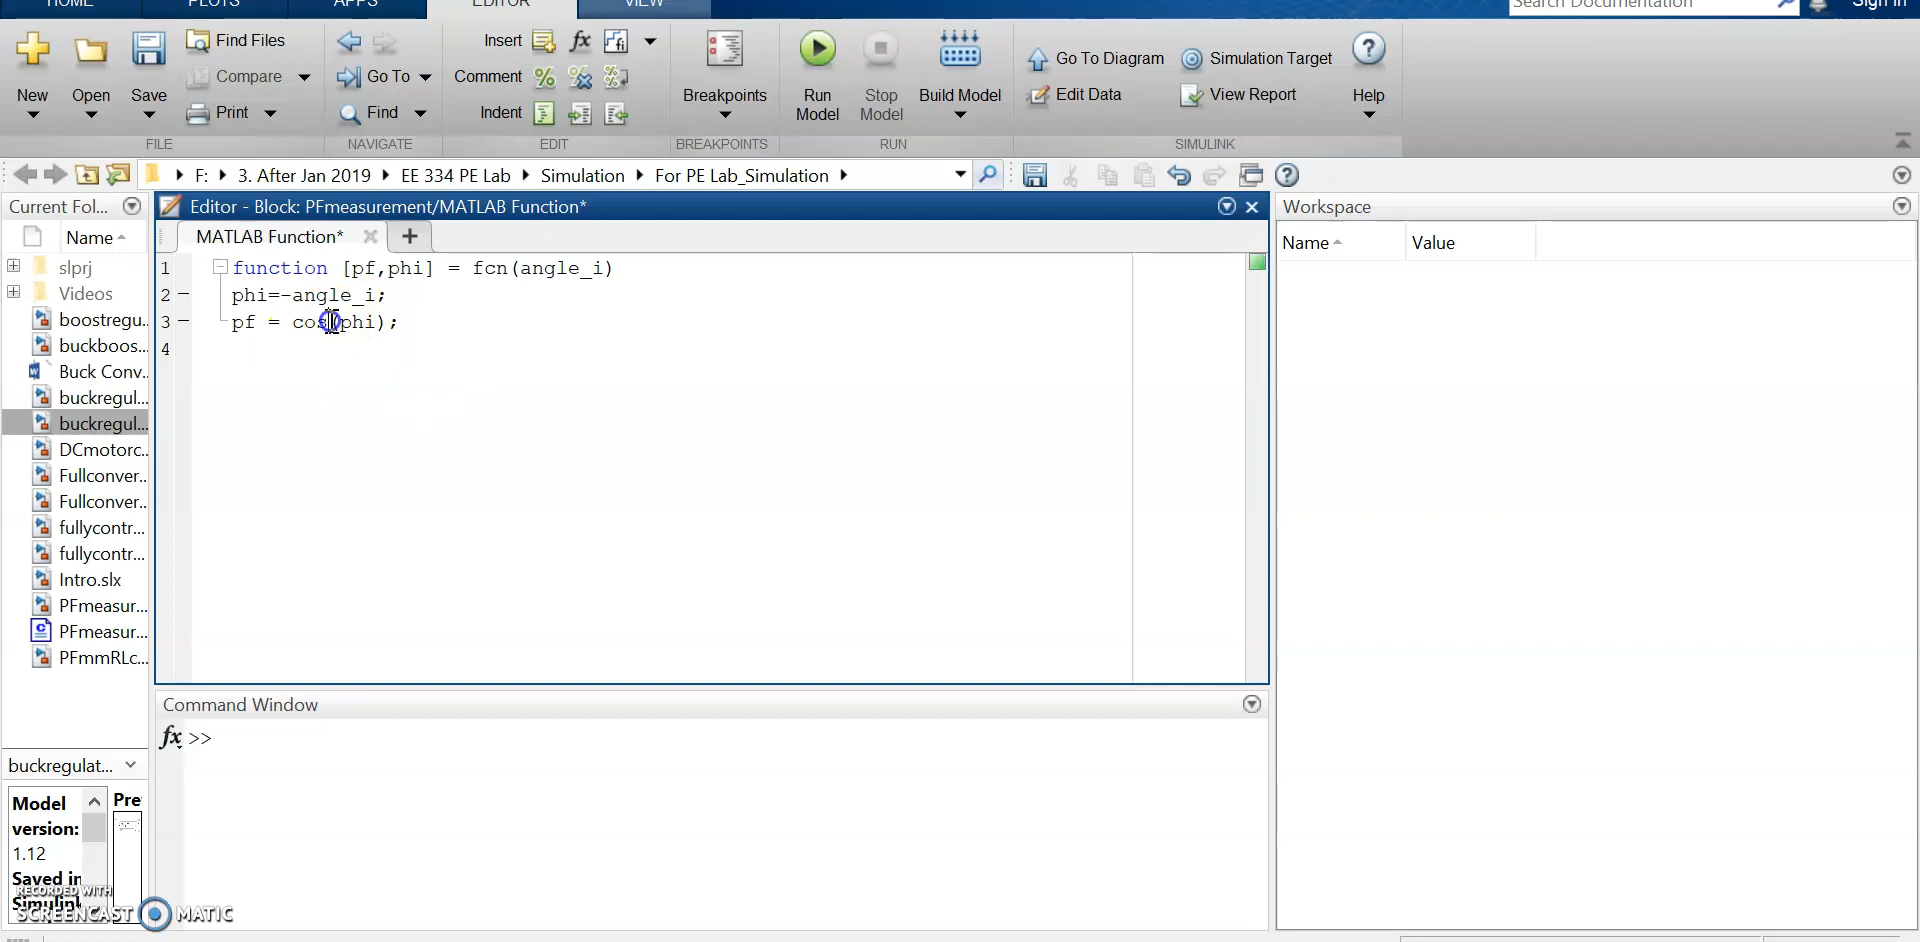 HOME PLOTS APPS EDITOR VIEW Search Documentation Sign In
New
Open
Save
Find Files
Compare
Print
FILE
Go To
Find
NAVIGATE
Insert
Comment
Indent
EDIT
Breakpoints
BREAKPOINTS
Run Model
Stop Model
Build Model
RUN
Go To Diagram
Edit Data
Simulation Target
View Report
SIMULINK
Help
F: 3. After Jan 2019 EE 334 PE Lab Simulation For PE Lab_Simulation
Current Fol...
Name
slprj
Videos
boostregu...
buckboos...
Buck Conv...
buckregul...
buckregul...
DCmotorc...
Fullconver...
Fullconver...
fullycontr...
fullycontr...
Intro.slx
PFmeasur...
PFmeasur...
PFmmRLc...
buckregulat...
Model
version:
1.12
Saved in
Simulink
Pre
Editor - Block: PFmeasurement/MATLAB Function*
MATLAB Function*
1 function [pf,phi] = fcn(angle_i)
2 phi=-angle_i;
3 pf = cos(phi);
4
Command Window
fx >>
Workspace
Name Value
RECORDED WITH
SCREENCAST MATIC